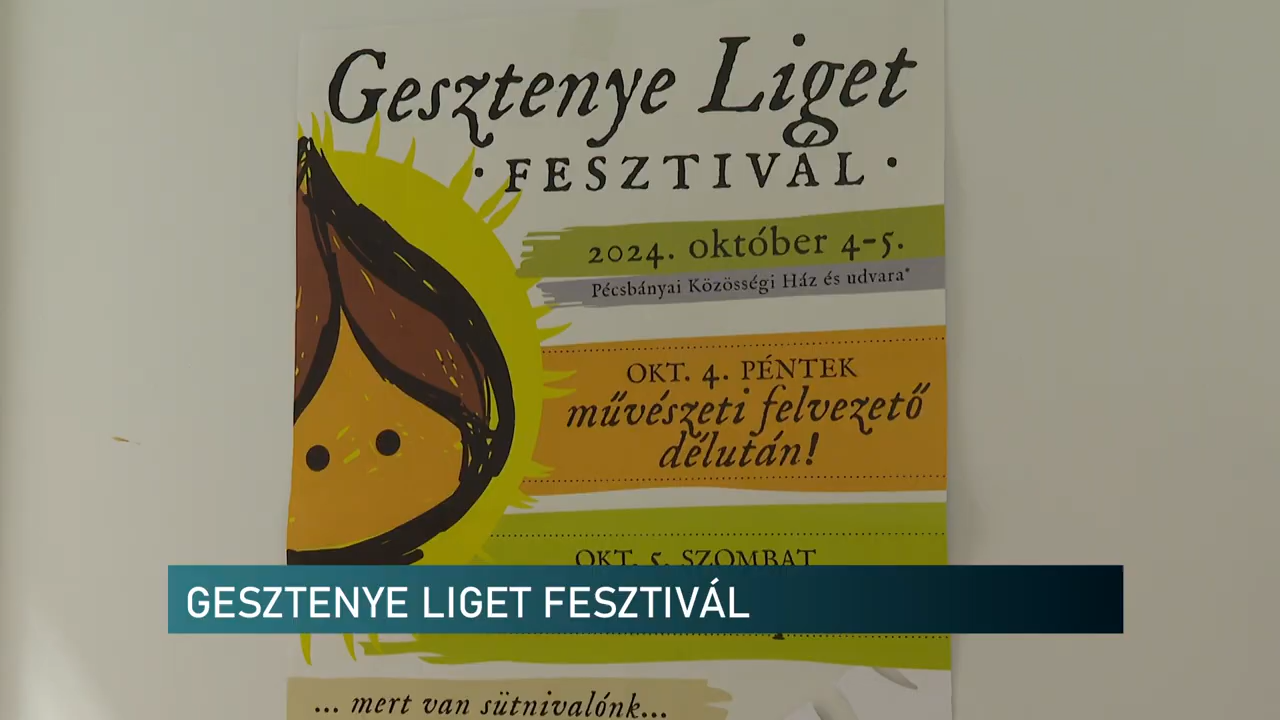 Gesztenye Liget
· FESZTIVÁL ·
2024. október 4-5.
Pécsbányai Közösségi Ház és udvara*
OKT. 4. PÉNTEK
művészeti felvezető
délután!
OKT. 5. SZOMBAT
GESZTENYE LIGET FESZTIVÁL
... mert van sütnivalónk...